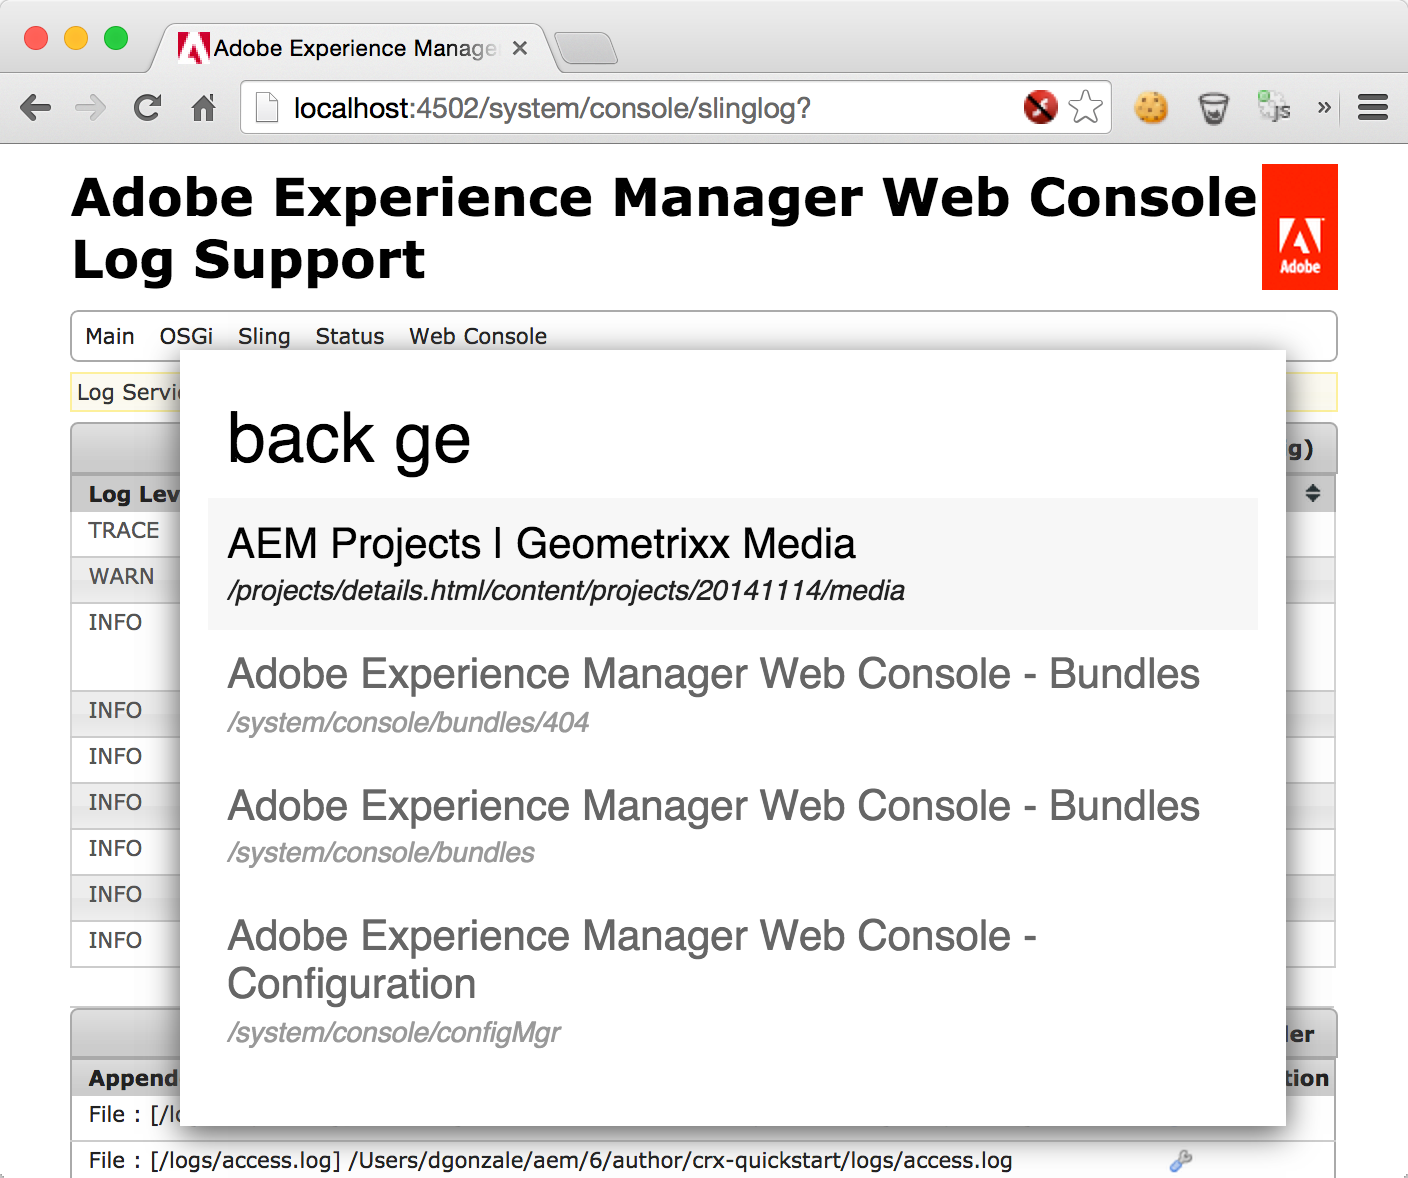 Adobe Experience Manage
localhost:4502/system/console/slinglog?
js
»
Adobe Experience Manager Web Console
Log Support
Adobe
Main OSGi Sling Status Web Console
Log Servi
back ge
g)
Log Lev
TRACE
AEM Projects | Geometrixx Media
/projects/details.html/content/projects/20141114/media
WARN
INFO
Adobe Experience Manager Web Console - Bundles
/system/console/bundles/404
INFO
INFO
Adobe Experience Manager Web Console - Bundles
/system/console/bundles
INFO
INFO
INFO
INFO
Adobe Experience Manager Web Console -
Configuration
/system/console/configMgr
ler
Append
tion
File : [/lo
File : [/logs/access.log] /Users/dgonzale/aem/6/author/crx-quickstart/logs/access.log